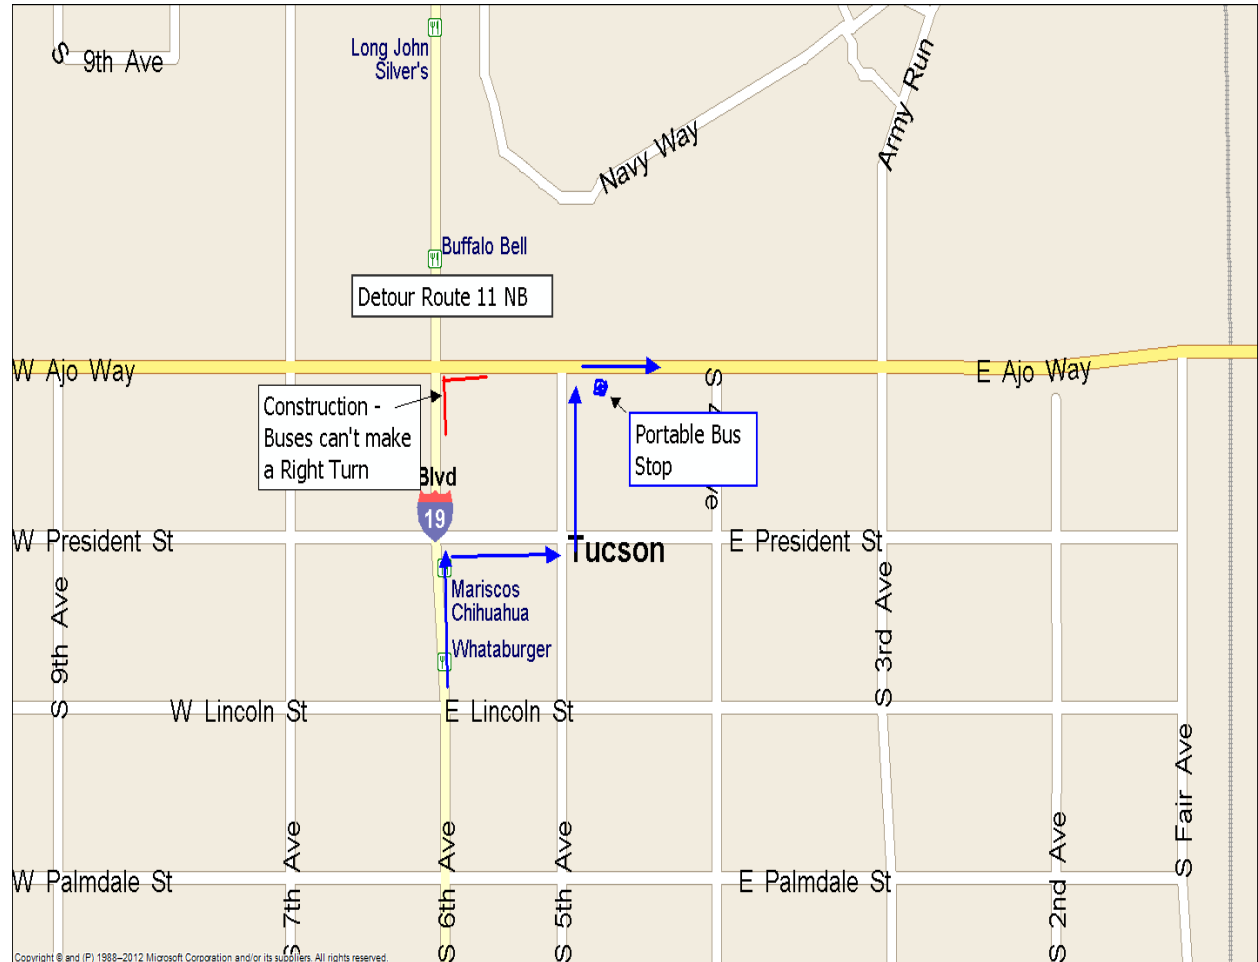 S 9th Ave
Long John
Silver's
Army Run
Navy Way
Buffalo Bell
Detour Route 11 NB
W Ajo Way
E Ajo Way
Construction -
Buses can't make
a Right Turn
Portable Bus
Stop
S
ve
Blvd
19
W President St
Tucson
E President St
Mariscos
Chihuahua
Whataburger
S 9th Ave
S 3rd Ave
W Lincoln St
E Lincoln St
S Fair Ave
S 7th Ave
S 6th Ave
S 5th Ave
S 2nd Ave
W Palmdale St
E Palmdale St
Copyright © and (P) 1988–2012 Microsoft Corporation and/or its suppliers. All rights reserved.